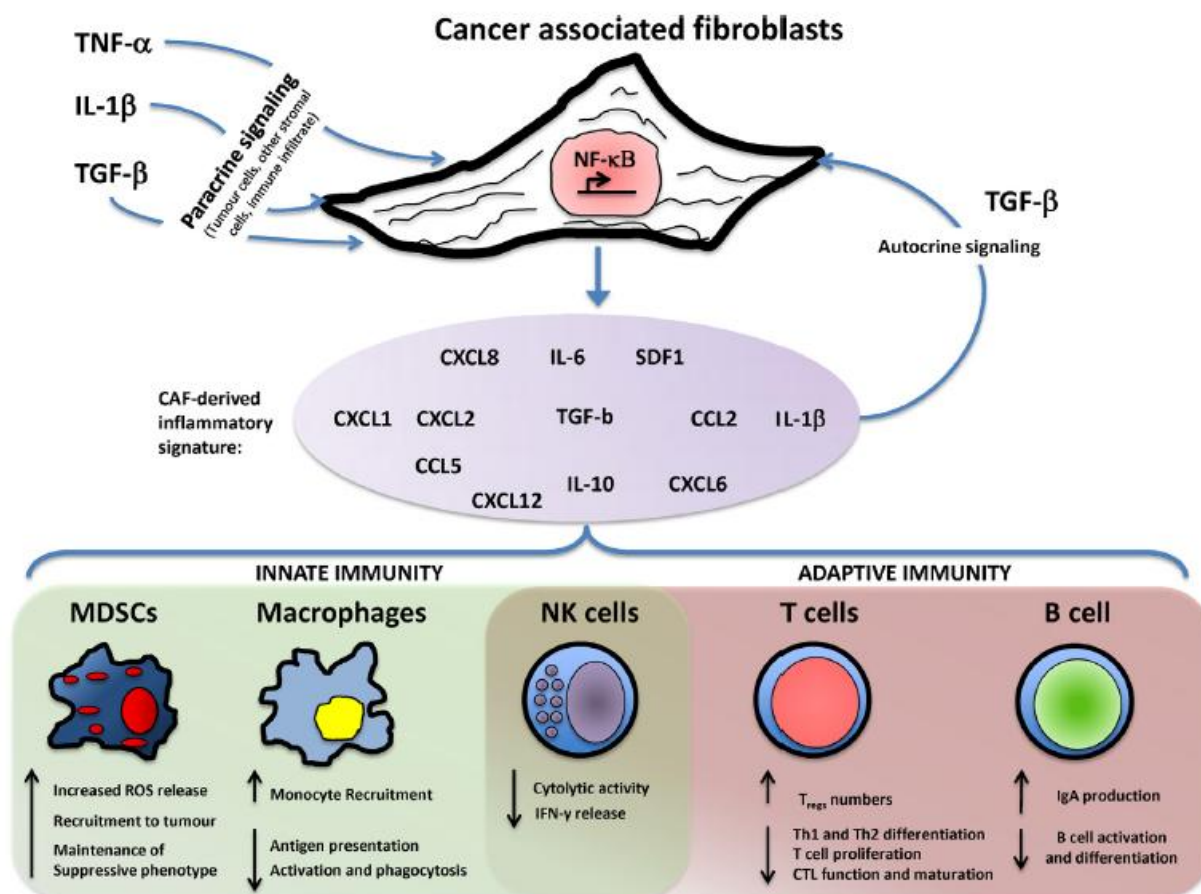 Cancer associated fibroblasts
TNF-α
IL-1β
TGF-β
Paracrine signaling
(Tumour cells, other stromal
cells, immune infiltrate)
NF-κB
TGF-β
Autocrine signaling
CAF-derived
inflammatory
signature:
CXCL8 IL-6 SDF1
CXCL1 CXCL2 TGF-b CCL2 IL-1β
CCL5
CXCL12 IL-10 CXCL6
INNATE IMMUNITY ADAPTIVE IMMUNITY
MDSCs Macrophages NK cells T cells B cell
Increased ROS release
Recruitment to tumour
Maintenance of
Suppressive phenotype
Monocyte Recruitment
Antigen presentation
Activation and phagocytosis
Cytolytic activity
IFN-γ release
Tregs numbers
Th1 and Th2 differentiation
T cell proliferation
CTL function and maturation
IgA production
B cell activation
and differentiation